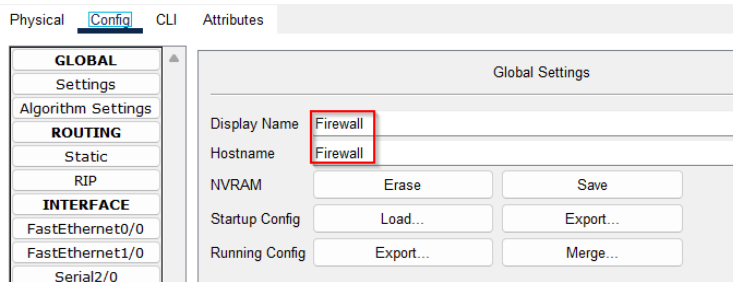 Physical Config CLI Attributes
GLOBAL
Settings
Algorithm Settings
ROUTING
Static
RIP
INTERFACE
FastEthernet0/0
FastEthernet1/0
Serial2/0
Global Settings
Display Name Firewall
Hostname Firewall
NVRAM Erase Save
Startup Config Load... Export...
Running Config Export... Merge...